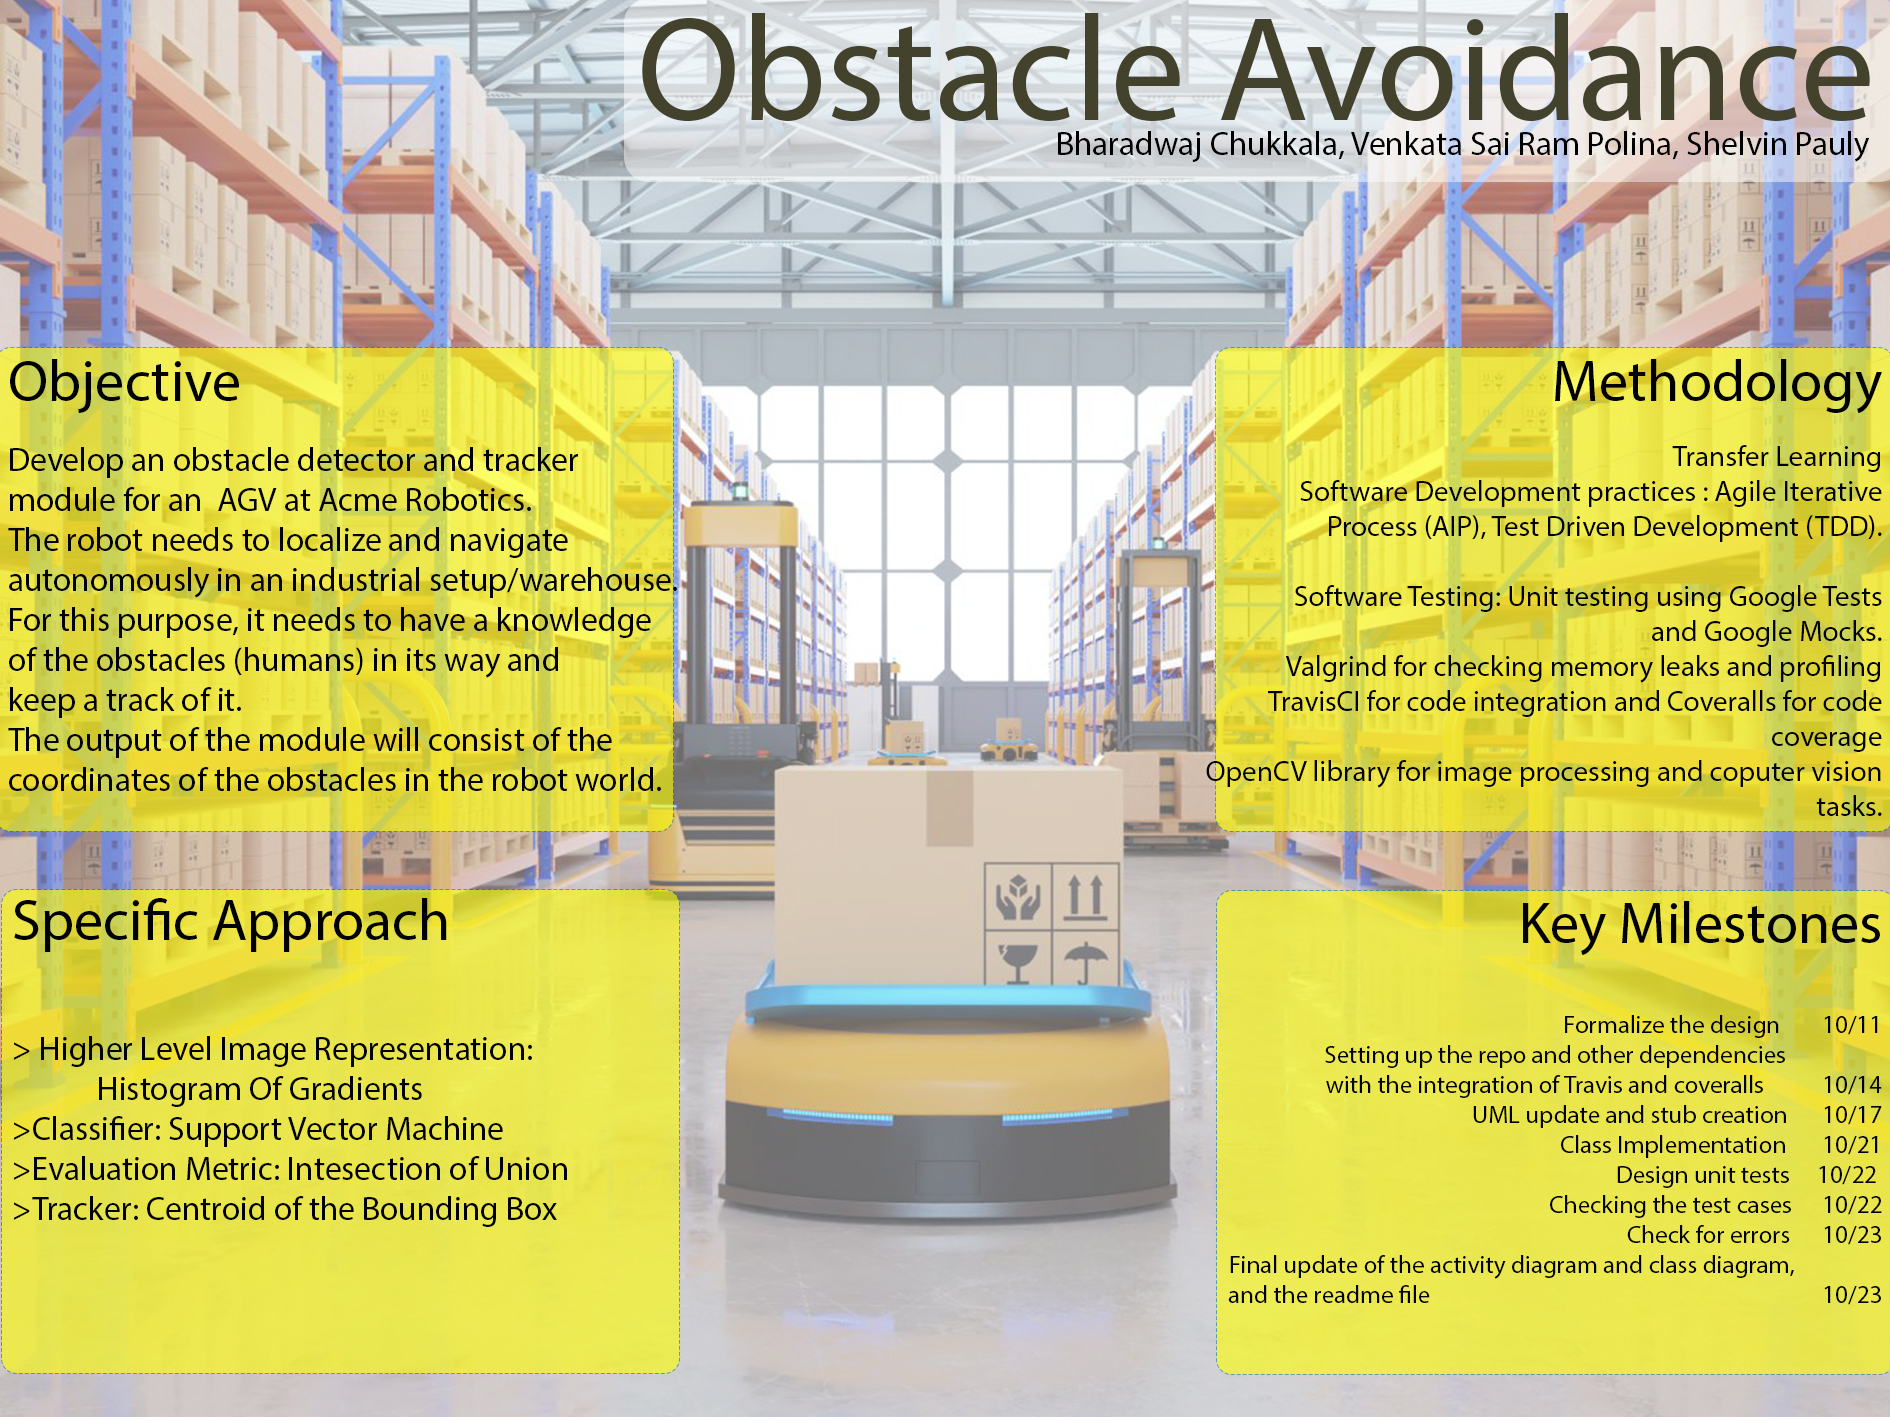 Obstacle Avoidance
Bharadwaj Chukkala, Venkata Sai Ram Polina, Shelvin Pauly
Objective
Develop an obstacle detector and tracker
module for an  AGV at Acme Robotics.
The robot needs to localize and navigate
autonomously in an industrial setup/warehouse.
For this purpose, it needs to have a knowledge
of the obstacles (humans) in its way and
keep a track of it.
The output of the module will consist of the
coordinates of the obstacles in the robot world.
Methodology
Transfer Learning
Software Development practices : Agile Iterative
Process (AIP), Test Driven Development (TDD).
Software Testing: Unit testing using Google Tests
and Google Mocks.
Valgrind for checking memory leaks and profiling
TravisCI for code integration and Coveralls for code
coverage
OpenCV library for image processing and coputer vision
tasks.
Specific Approach
> Higher Level Image Representation:
Histogram Of Gradients
>Classifier: Support Vector Machine
>Evaluation Metric: Intesection of Union
>Tracker: Centroid of the Bounding Box
Key Milestones
Formalize the design 10/11
Setting up the repo and other dependencies
with the integration of Travis and coveralls 10/14
UML update and stub creation 10/17
Class Implementation 10/21
Design unit tests 10/22
Checking the test cases 10/22
Check for errors 10/23
Final update of the activity diagram and class diagram,
and the readme file 10/23